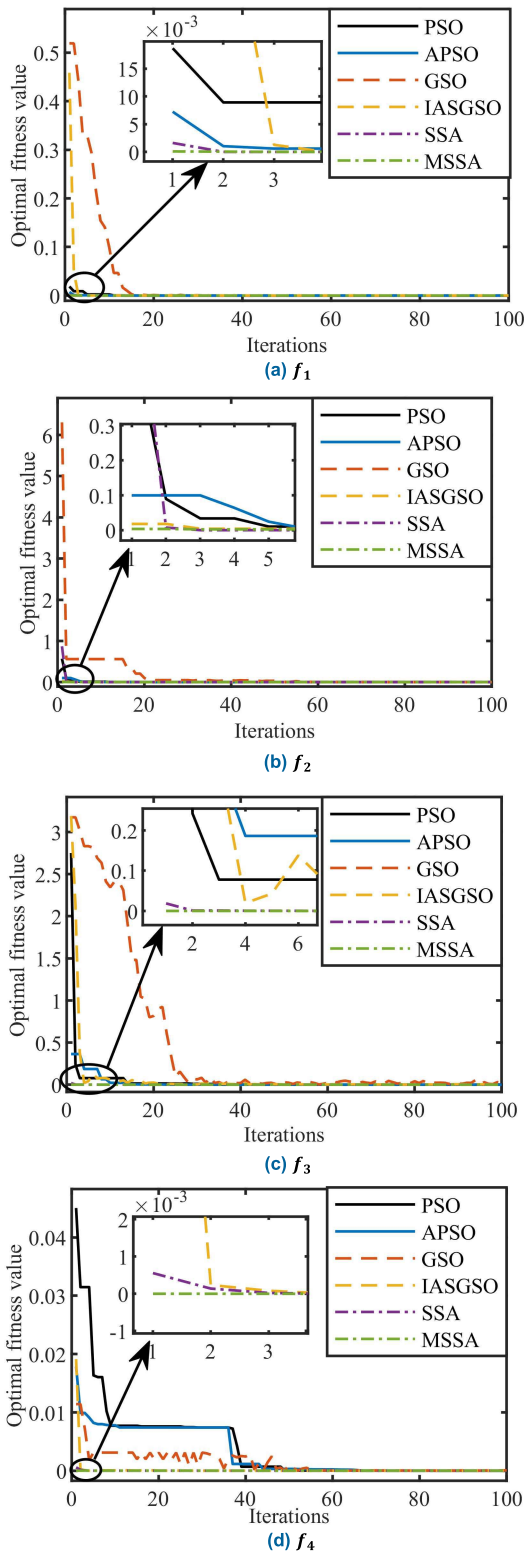 ×10⁻³
15
10
5
0
1 2 3
PSO
APSO
GSO
IASGSO
SSA
MSSA
Optimal fitness value
0.5
0.4
0.3
0.2
0.1
0
0 20 40 60 80 100
Iterations
(a) f₁
0.3
0.2
0.1
0
1 2 3 4 5
PSO
APSO
GSO
IASGSO
SSA
MSSA
Optimal fitness value
6
5
4
3
2
1
0
0 20 40 60 80 100
Iterations
(b) f₂
0.2
0.1
0
2 4 6
PSO
APSO
GSO
IASGSO
SSA
MSSA
Optimal fitness value
3
2.5
2
1.5
1
0.5
0
0 20 40 60 80 100
Iterations
(c) f₃
×10⁻³
2
1
0
-1
1 2 3
PSO
APSO
GSO
IASGSO
SSA
MSSA
Optimal fitness value
0.04
0.03
0.02
0.01
0
0 20 40 60 80 100
Iterations
(d) f₄